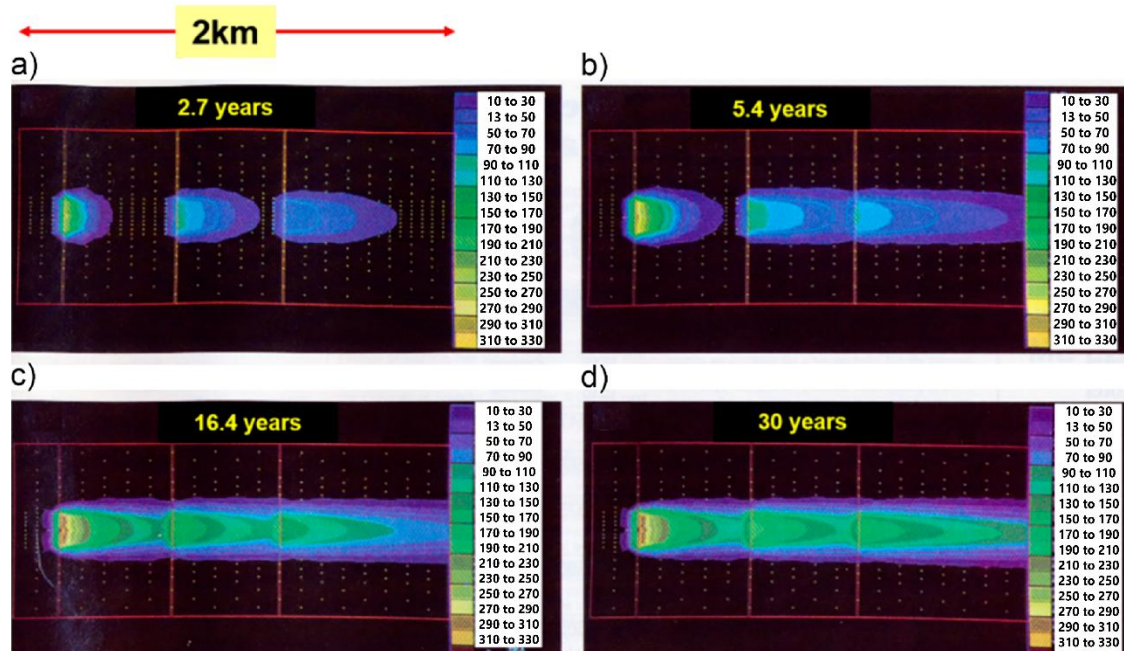 2km
a)
2.7 years
10 to 30
13 to 50
50 to 70
70 to 90
90 to 110
110 to 130
130 to 150
150 to 170
170 to 190
190 to 210
210 to 230
230 to 250
250 to 270
270 to 290
290 to 310
310 to 330
b)
5.4 years
10 to 30
13 to 50
50 to 70
70 to 90
90 to 110
110 to 130
130 to 150
150 to 170
170 to 190
190 to 210
210 to 230
230 to 250
250 to 270
270 to 290
290 to 310
310 to 330
c)
16.4 years
10 to 30
13 to 50
50 to 70
70 to 90
90 to 110
110 to 130
130 to 150
150 to 170
170 to 190
190 to 210
210 to 230
230 to 250
250 to 270
270 to 290
290 to 310
310 to 330
d)
30 years
10 to 30
13 to 50
50 to 70
70 to 90
90 to 110
110 to 130
130 to 150
150 to 170
170 to 190
190 to 210
210 to 230
230 to 250
250 to 270
270 to 290
290 to 310
310 to 330